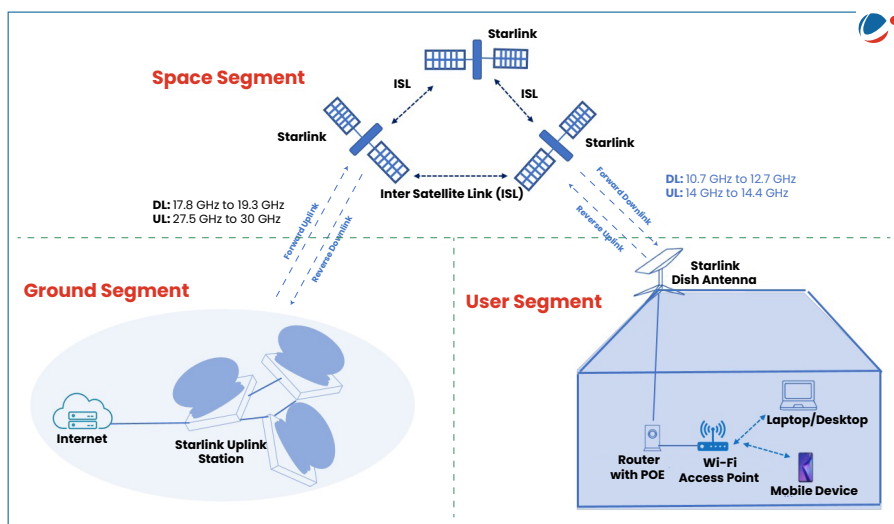 Starlink
Space Segment
ISL
ISL
Starlink
Starlink
Inter Satellite Link (ISL)
DL: 17.8 GHz to 19.3 GHz
UL: 27.5 GHz to 30 GHz
DL: 10.7 GHz to 12.7 GHz
UL: 14 GHz to 14.4 GHz
Forward Uplink
Reverse Downlink
Forward Downlink
Reverse Uplink
Ground Segment
Internet
Starlink Uplink
Station
User Segment
Starlink
Dish Antenna
Laptop/Desktop
Router
with POE
Wi-Fi
Access Point
Mobile Device